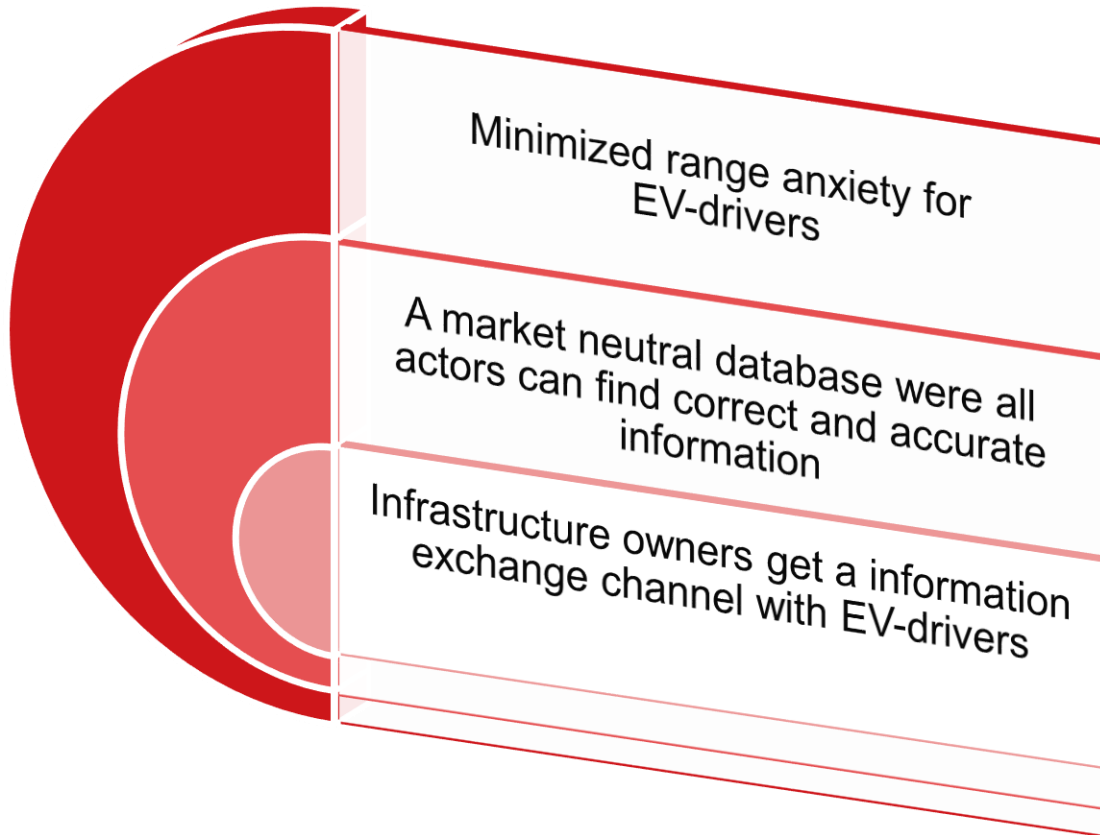 Minimized range anxiety for
EV-drivers
A market neutral database were all
actors can find correct and accurate
information
Infrastructure owners get a information
exchange channel with EV-drivers